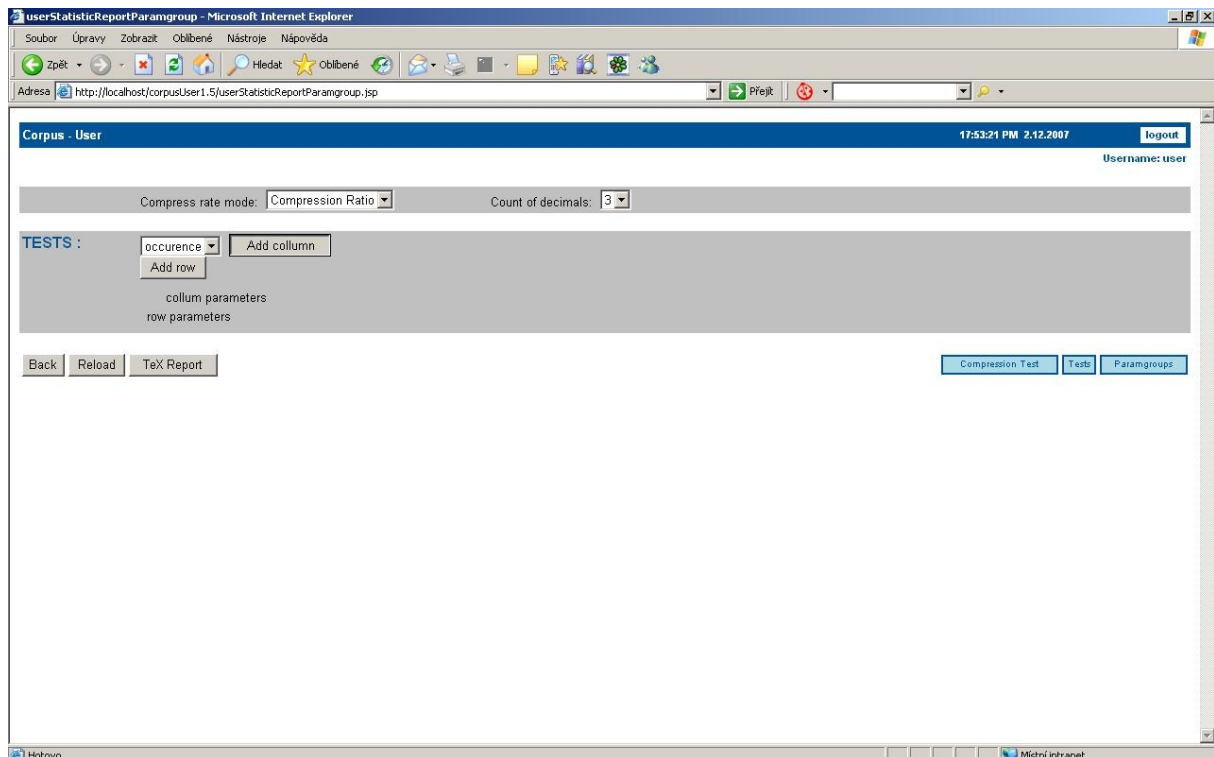 userStatisticReportParamgroup - Microsoft Internet Explorer
Soubor Úpravy Zobrazit Oblíbené Nástroje Nápověda
Zpět Hledat Oblíbené
Adresa http://localhost/corpusUser1.5/userStatisticReportParamgroup.jsp Přejít
Corpus - User 17:53:21 PM 2.12.2007 logout
Username: user
Compress rate mode: Compression Ratio Count of decimals: 3
TESTS : occurence Add collumn
Add row
collum parameters
row parameters
Back Reload TeX Report Compression Test Tests Paramgroups
Hotovo Místní intranet